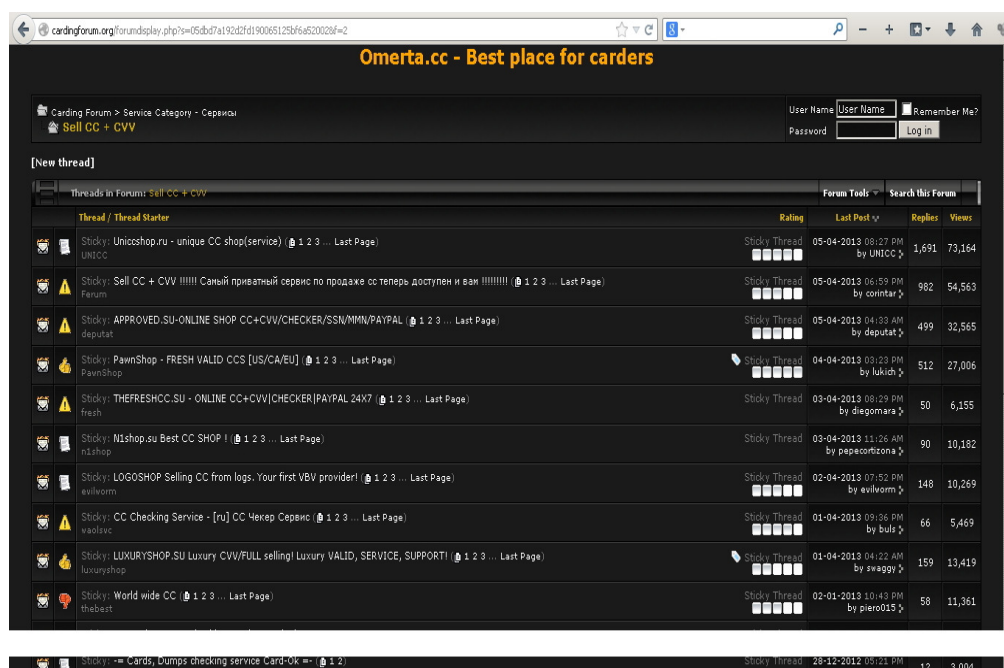 cardingforum.org/forumdisplay.php?s=05dbd7a192d2fd190065125bf6a52002&f=2
Omerta.cc - Best place for carders
Carding Forum > Service Category - Сервисы
Sell CC + CVV
User Name User Name Remember Me?
Password Log in
[New thread]
Threads in Forum: Sell CC + CVV Forum Tools Search this Forum
Thread / Thread Starter Rating Last Post Replies Views
Sticky: Uniccshop.ru - unique CC shop(service) ( 1 2 3 ... Last Page) Sticky Thread 05-04-2013 08:27 PM 1,691 73,164
UNICC by UNICC
Sticky: Sell CC + CVV !!!!!! Самый приватный сервис по продаже cc теперь доступен и вам !!!!!!!!! ( 1 2 3 ... Last Page) Sticky Thread 05-04-2013 06:59 PM 982 54,563
Ferum by corintar
Sticky: APPROVED.SU-ONLINE SHOP CC+CVV/CHECKER/SSN/MMN/PAYPAL ( 1 2 3 ... Last Page) Sticky Thread 05-04-2013 04:33 AM 499 32,565
deputat by deputat
Sticky: PawnShop - FRESH VALID CCS [US/CA/EU] ( 1 2 3 ... Last Page) Sticky Thread 04-04-2013 03:23 PM 512 27,006
PawnShop by lukich
Sticky: THEFRESHCC.SU - ONLINE CC+CVV|CHECKER|PAYPAL 24X7 ( 1 2 3 ... Last Page) Sticky Thread 03-04-2013 08:29 PM 50 6,155
fresh by diegomara
Sticky: N1shop.su Best CC SHOP ! ( 1 2 3 ... Last Page) Sticky Thread 03-04-2013 11:26 AM 90 10,182
n1shop by pepecortizona
Sticky: LOGOSHOP Selling CC from logs. Your first VBV provider! ( 1 2 3 ... Last Page) Sticky Thread 02-04-2013 07:52 PM 148 10,269
evilvorm by evilvorm
Sticky: CC Checking Service - [ru] CC Чекер Сервис ( 1 2 3 ... Last Page) Sticky Thread 01-04-2013 09:36 PM 66 5,469
vaolsvc by buls
Sticky: LUXURYSHOP.SU Luxury CVV/FULL selling! Luxury VALID, SERVICE, SUPPORT! ( 1 2 3 ... Last Page) Sticky Thread 01-04-2013 04:22 AM 159 13,419
luxuryshop by swaggy
Sticky: World wide CC ( 1 2 3 ... Last Page) Sticky Thread 02-01-2013 10:43 PM 58 11,361
thebest by piero015
Sticky: -= Cards, Dumps checking service Card-Ok =- ( 1 2) Sticky Thread 28-12-2012 05:21 PM 12